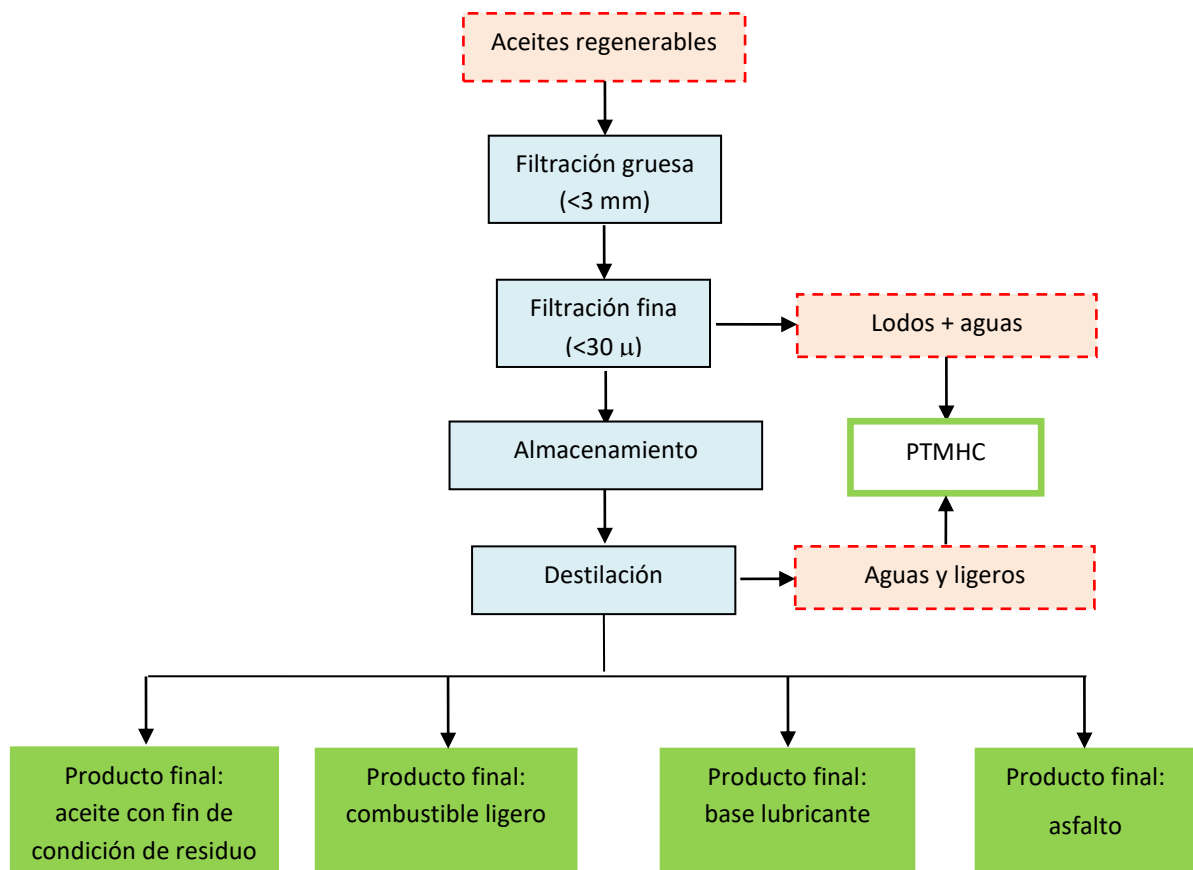 Aceites regenerables
Filtración gruesa
(<3 mm)
Filtración fina
(<30 μ)
Lodos + aguas
Almacenamiento
PTMHC
Destilación
Aguas y ligeros
Producto final:
aceite con fin de
condición de residuo
Producto final:
combustible ligero
Producto final:
base lubricante
Producto final:
asfalto